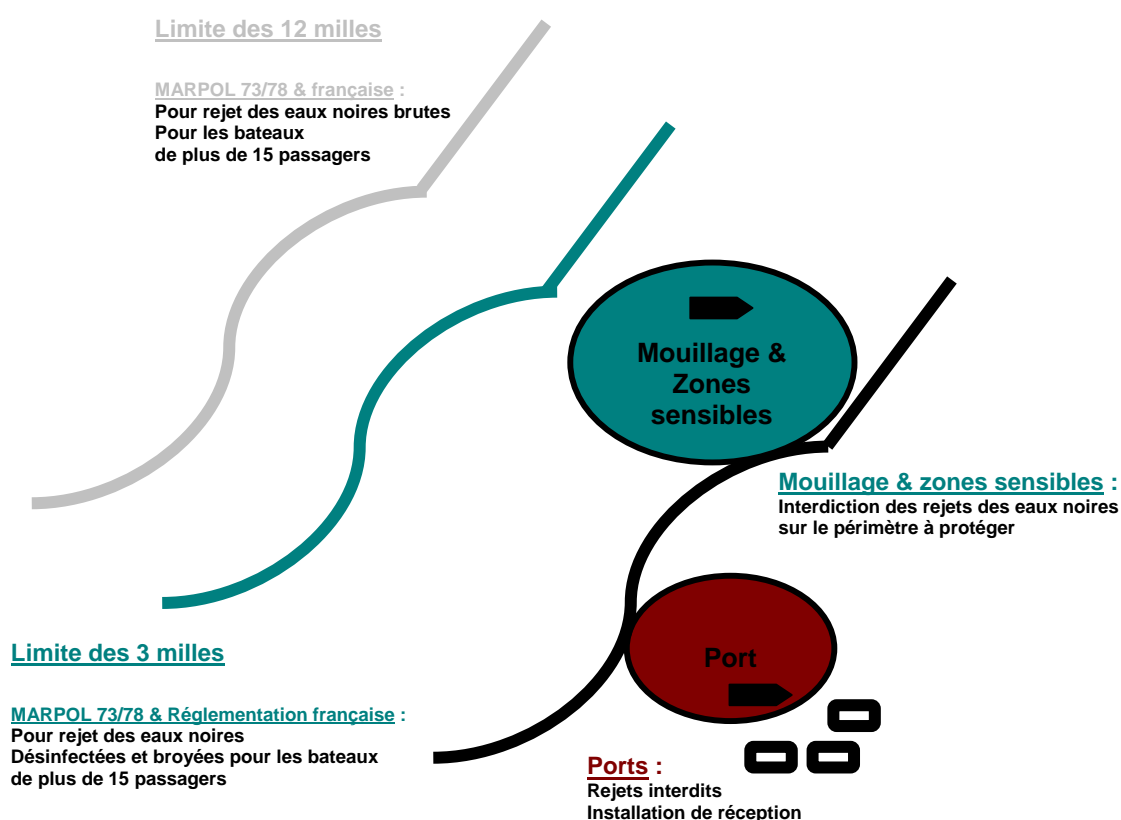 Limite des 12 milles
MARPOL 73/78 & française :
Pour rejet des eaux noires brutes
Pour les bateaux
de plus de 15 passagers
Mouillage &
Zones
sensibles
Mouillage & zones sensibles :
Interdiction des rejets des eaux noires
sur le périmètre à protéger
Limite des 3 milles
MARPOL 73/78 & Réglementation française :
Pour rejet des eaux noires
Désinfectées et broyées pour les bateaux
de plus de 15 passagers
Port
Ports :
Rejets interdits
Installation de réception